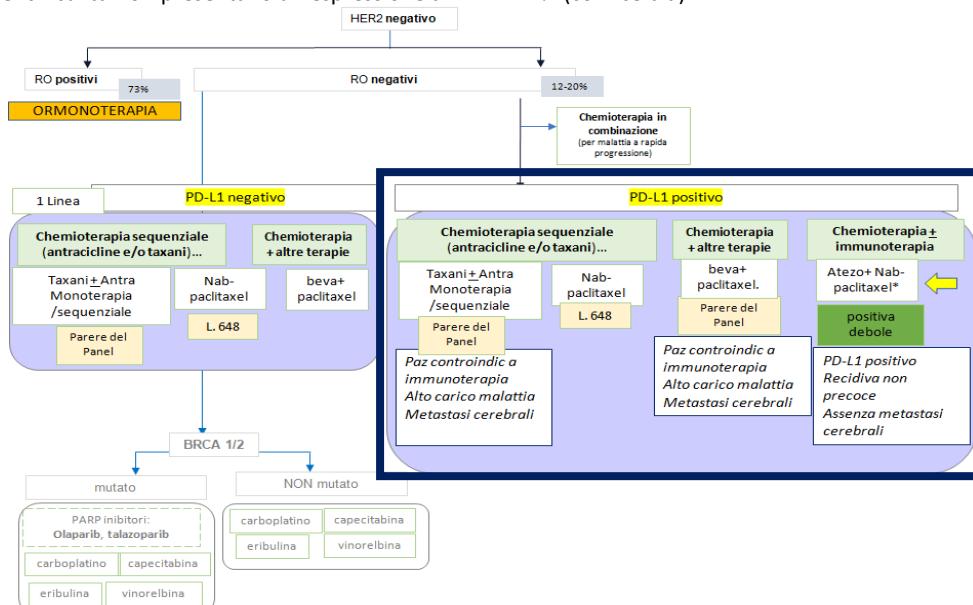 HER2 negativo
RO positivi
73%
ORMONOTERAPIA
RO negativi
12-20%
Chemioterapia in
combinazione
(per malattia a rapida
progressione)
1 Linea
PD-L1 negativo
Chemioterapia sequenziale
(antracicline e/o taxani)...
Chemioterapia
+altre terapie
Taxani + Antra
Monoterapia
/sequenziale
Nab-
paclitaxel
beva+
paclitaxel
Parere del
Panel
L. 648
PD-L1 positivo
Chemioterapia sequenziale
(antracicline e/o taxani)...
Chemioterapia
+altre terapie
Chemioterapia +
immunoterapia
Taxani + Antra
Monoterapia
/sequenziale
Nab-
paclitaxel
beva+
paclitaxel.
Atezo+ Nab-
paclitaxel*
Parere del
Panel
L. 648
Parere del
Panel
positiva
debole
Paz controindic a
immunoterapia
Alto carico malattia
Metastasi cerebrali
Paz controindic a
immunoterapia
Alto carico malattia
Metastasi cerebrali
PD-L1 positivo
Recidiva non
precoce
Assenza metastasi
cerebrali
BRCA 1/2
mutato
NON mutato
PARP inibitori:
Olaparib, talazoparib
carboplatino
capecitabina
eribulina
vinorelbina
carboplatino
capecitabina
eribulina
vinorelbina